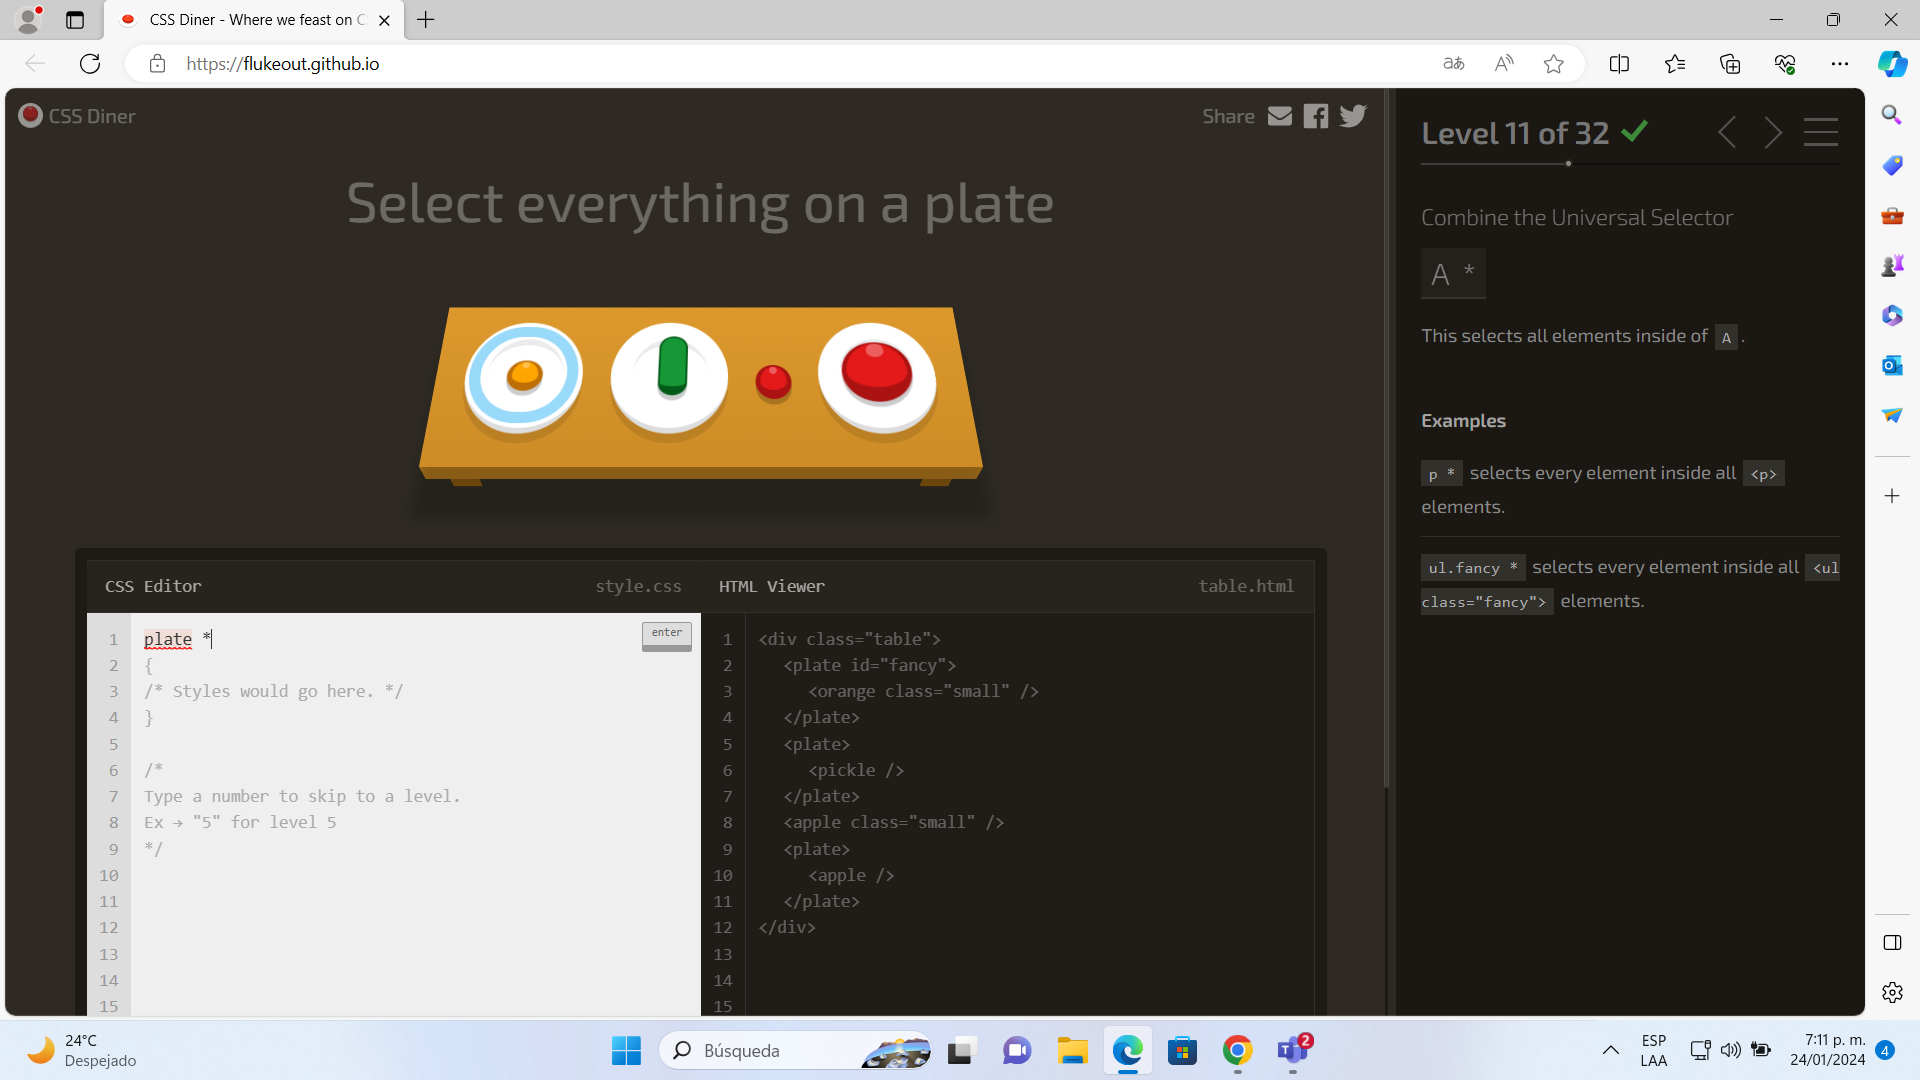 CSS Diner - Where we feast on C
https://flukeout.github.io
CSS Diner
Share
Select everything on a plate
Level 11 of 32
Combine the Universal Selector
A *
This selects all elements inside of A .
Examples
p * selects every element inside all <p>
elements.
ul.fancy * selects every element inside all <ul
class="fancy"> elements.
CSS Editor
style.css
1 plate *
2 {
3 /* Styles would go here. */
4 }
5
6 /*
7 Type a number to skip to a level.
8 Ex → "5" for level 5
9 */
10
11
12
13
14
15
enter
HTML Viewer
table.html
1 <div class="table">
2 <plate id="fancy">
3 <orange class="small" />
4 </plate>
5 <plate>
6 <pickle />
7 </plate>
8 <apple class="small" />
9 <plate>
10 <apple />
11 </plate>
12 </div>
13
14
15
24°C
Despejado
Búsqueda
2
ESP
LAA
7:11 p. m.
24/01/2024
4